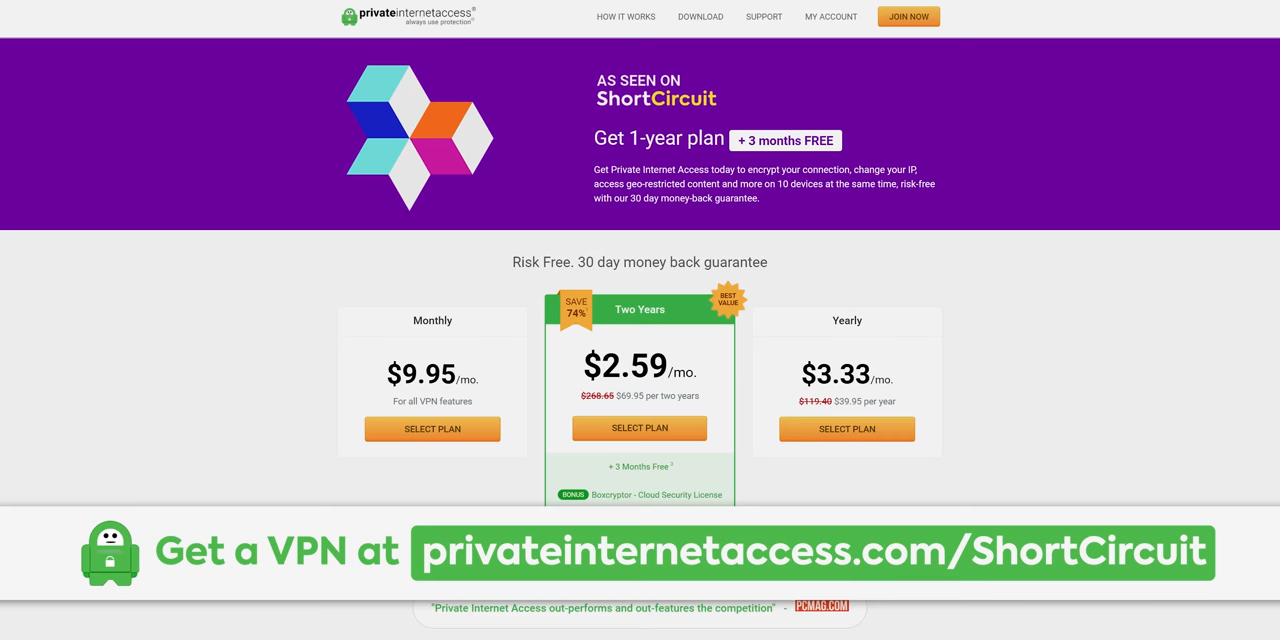 privateinternetaccess®
always use protection®
HOW IT WORKS
DOWNLOAD
SUPPORT
MY ACCOUNT
JOIN NOW
AS SEEN ON
ShortCircuit
Get 1-year plan + 3 months FREE
Get Private Internet Access today to encrypt your connection, change your IP,
access geo-restricted content and more on 10 devices at the same time, risk-free
with our 30 day money-back guarantee.
Risk Free. 30 day money back guarantee
Monthly
$9.95/mo.
For all VPN features
SELECT PLAN
SAVE
74%
Two Years
BEST
VALUE
$2.59/mo.
$268.65 $69.95 per two years
SELECT PLAN
+ 3 Months Free ³
BONUS Boxcryptor - Cloud Security License
Yearly
$3.33/mo.
$119.40 $39.95 per year
SELECT PLAN
Get a VPN at privateinternetaccess.com/ShortCircuit
"Private Internet Access out-performs and out-features the competition" - PCMAG.COM